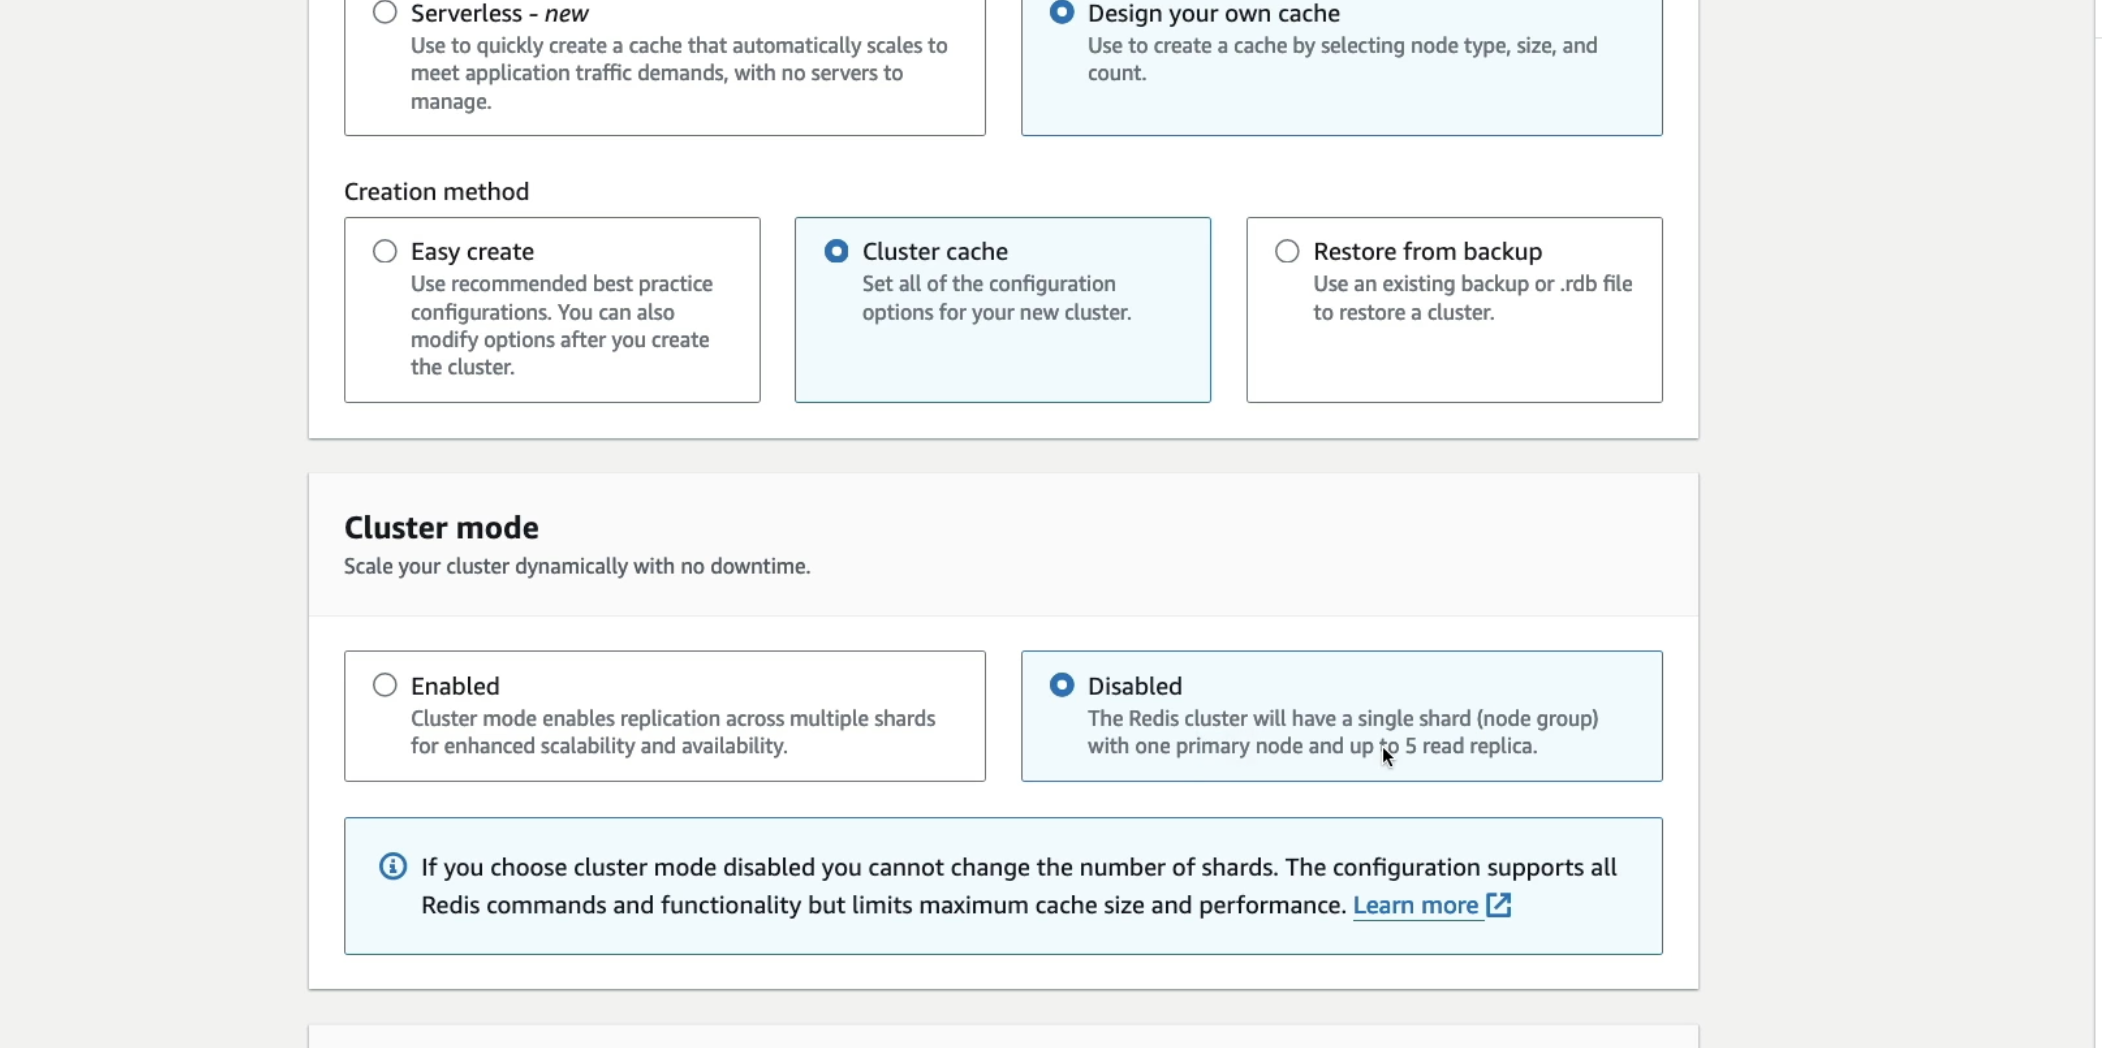 Serverless - new
Use to quickly create a cache that automatically scales to
meet application traffic demands, with no servers to
manage.
Design your own cache
Use to create a cache by selecting node type, size, and
count.
Creation method
Easy create
Use recommended best practice
configurations. You can also
modify options after you create
the cluster.
Cluster cache
Set all of the configuration
options for your new cluster.
Restore from backup
Use an existing backup or .rdb file
to restore a cluster.
Cluster mode
Scale your cluster dynamically with no downtime.
Enabled
Cluster mode enables replication across multiple shards
for enhanced scalability and availability.
Disabled
The Redis cluster will have a single shard (node group)
with one primary node and up to 5 read replica.
If you choose cluster mode disabled you cannot change the number of shards. The configuration supports all
Redis commands and functionality but limits maximum cache size and performance. Learn more